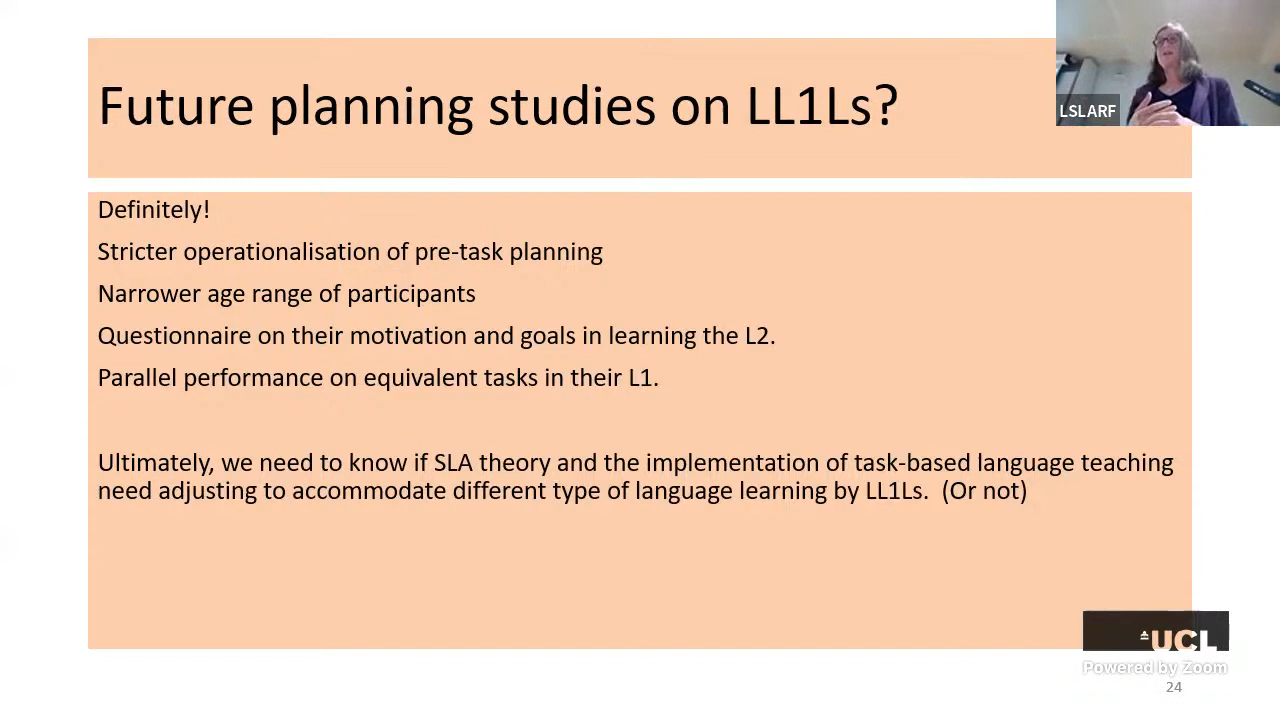 Future planning studies on LL1Ls?
LSLARF
Definitely!
Stricter operationalisation of pre-task planning
Narrower age range of participants
Questionnaire on their motivation and goals in learning the L2.
Parallel performance on equivalent tasks in their L1.
Ultimately, we need to know if SLA theory and the implementation of task-based language teaching
need adjusting to accommodate different type of language learning by LL1Ls.  (Or not)
UCL
Powered by Zoom
24